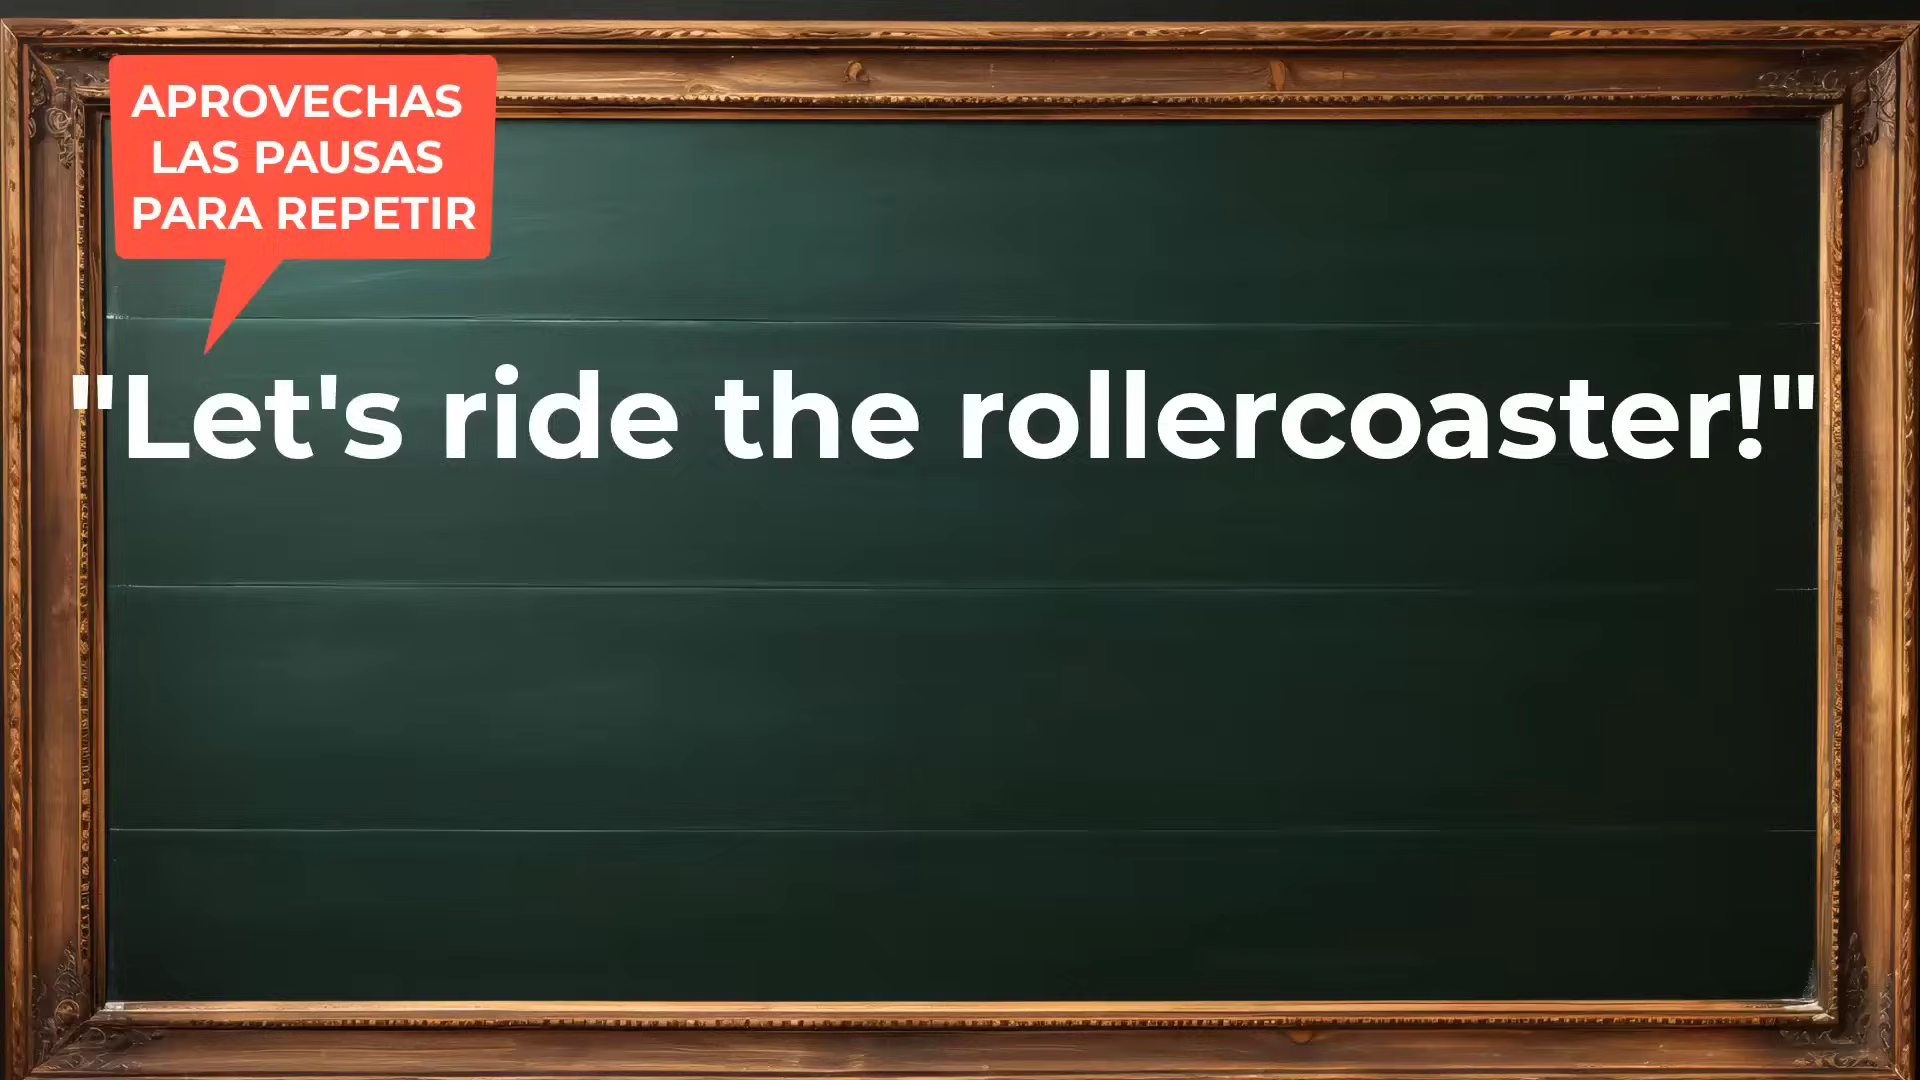 APROVECHAS
LAS PAUSAS
PARA REPETIR
"Let's ride the rollercoaster!"